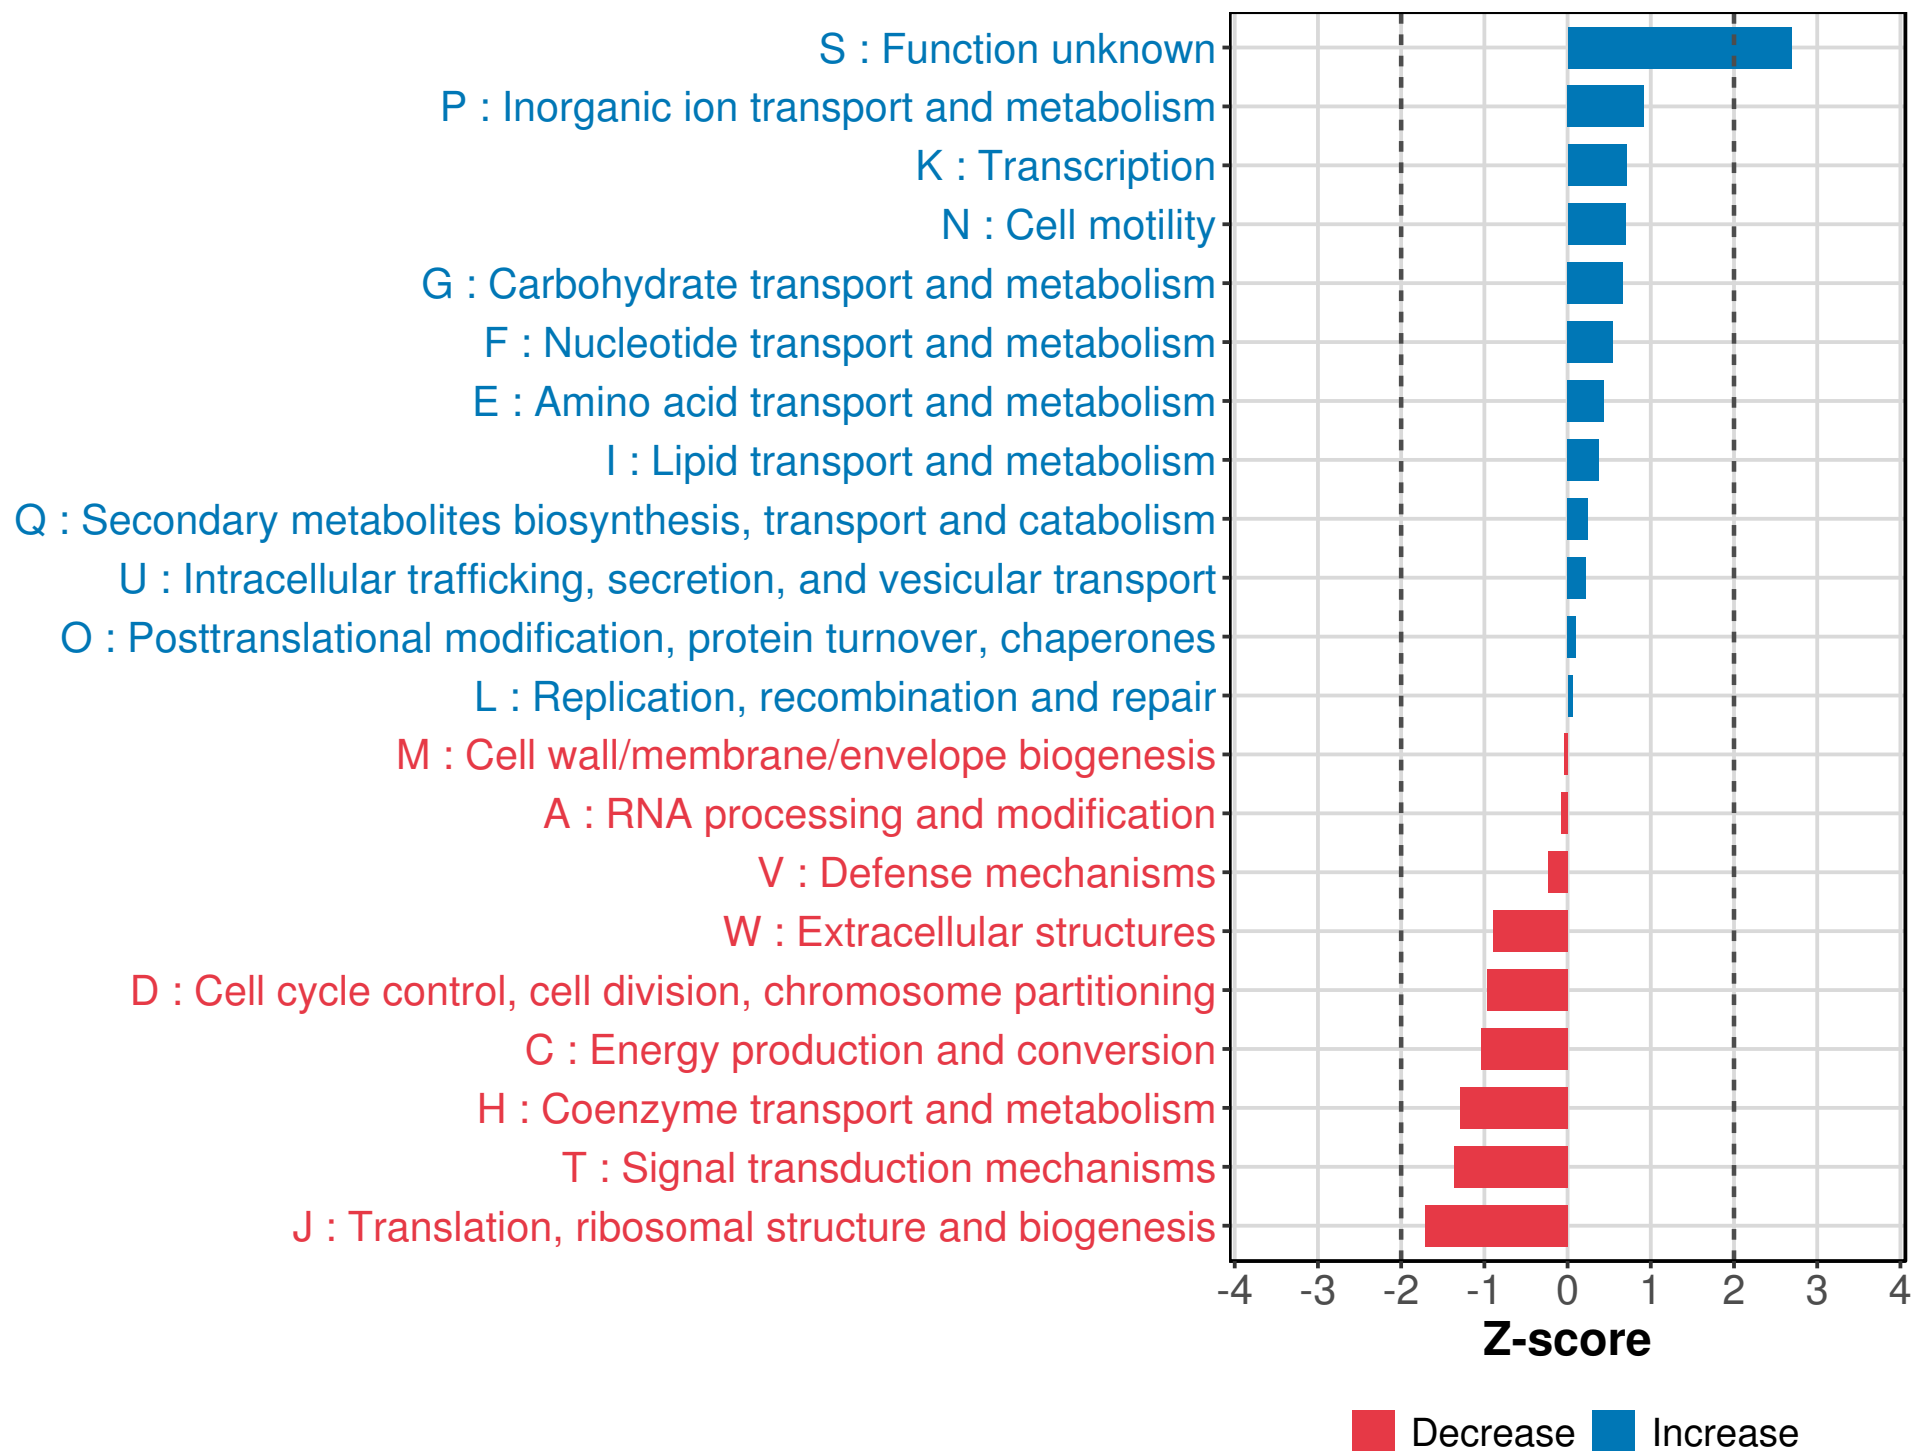 S : Function unknown
P : Inorganic ion transport and metabolism
K : Transcription
N : Cell motility
G : Carbohydrate transport and metabolism
F : Nucleotide transport and metabolism
E : Amino acid transport and metabolism
I : Lipid transport and metabolism
Q : Secondary metabolites biosynthesis, transport and catabolism
U : Intracellular trafficking, secretion, and vesicular transport
O : Posttranslational modification, protein turnover, chaperones
L : Replication, recombination and repair
M : Cell wall/membrane/envelope biogenesis
A : RNA processing and modification
V : Defense mechanisms
W : Extracellular structures
D : Cell cycle control, cell division, chromosome partitioning
C : Energy production and conversion
H : Coenzyme transport and metabolism
T : Signal transduction mechanisms
J : Translation, ribosomal structure and biogenesis
-4 -3 -2 -1 0 1 2 3 4
Z-score
Decrease Increase